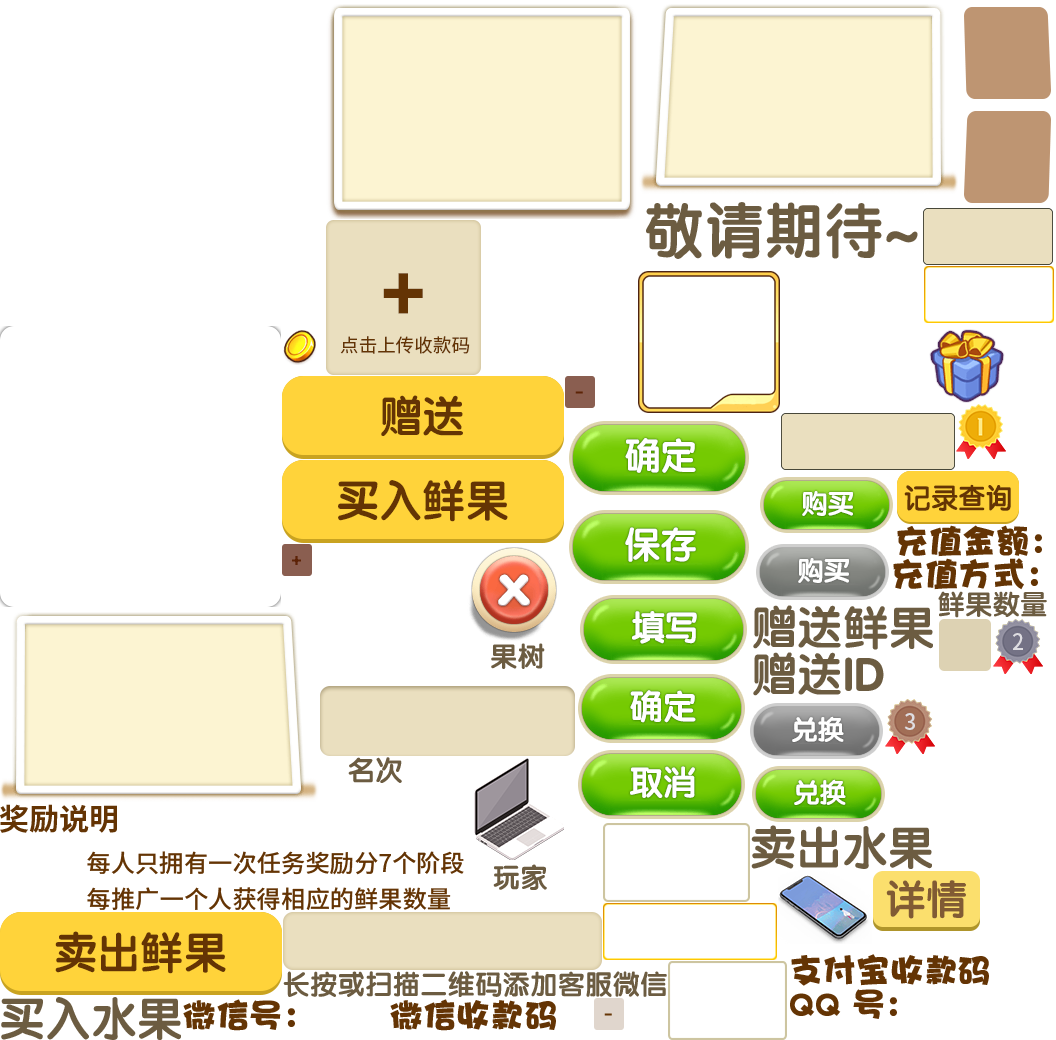 敬请期待~
+
点击上传收款码
赠送
-
确定
1
买入鲜果
购买
记录查询
保存
充值金额：
+
购买
充值方式：
鲜果数量
填写
赠送鲜果
2
果树
赠送ID
确定
兑换
3
名次
取消
兑换
奖励说明
卖出水果
每人只拥有一次任务奖励分7个阶段
玩家
每推广一个人获得相应的鲜果数量
详情
卖出鲜果
支付宝收款码
长按或扫描二维码添加客服微信
QQ 号：
买入水果
微信号：
微信收款码
-